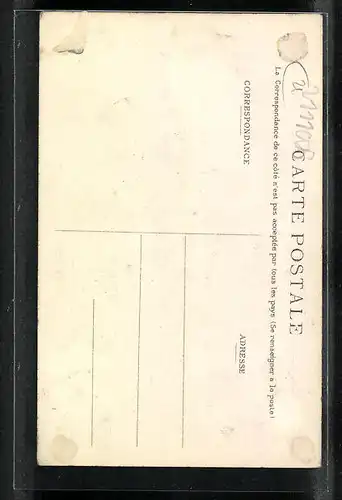 CARTE POSTALE
La Correspondance de ce côté n'est pas acceptée par tous les pays (Se renseigner à la poste)
CORRESPONDANCE
ADRESSE